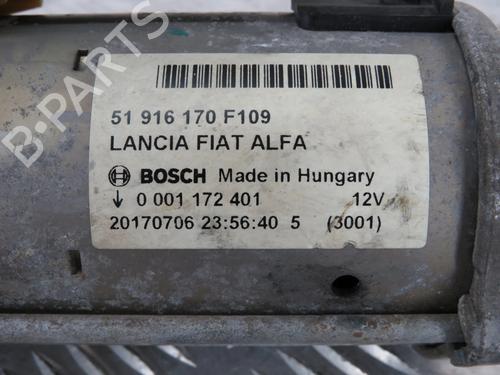 B-PARTS
51 916 170 F109
LANCIA FIAT ALFA
BOSCH Made in Hungary
↓ 0 001 172 401 12V
20170706 23:56:40 5 (3001)